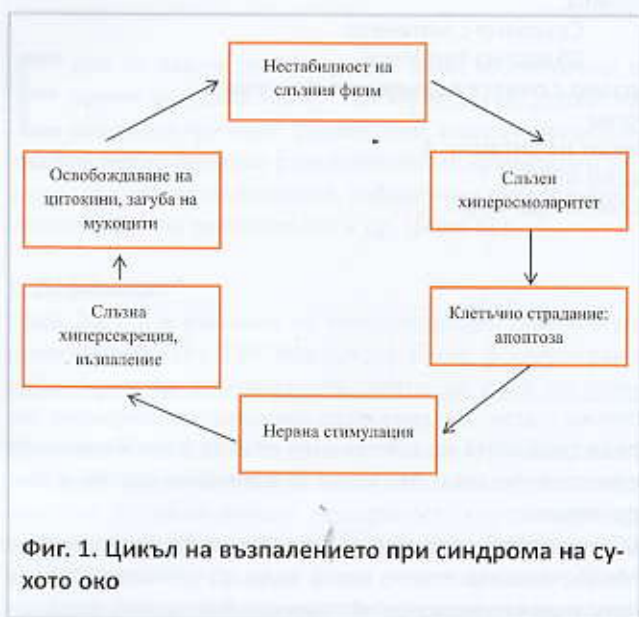 Нестабилност на
слъзния филм
Слъзен
хиперосмоларитет
Клетъчно страдание:
апоптоза
Нервна стимулация
Слъзна
хиперсекреция,
възпаление
Освобождаване на
цитокини, загуба на
мукоцити
Фиг. 1. Цикъл на възпалението при синдрома на су-
хото око